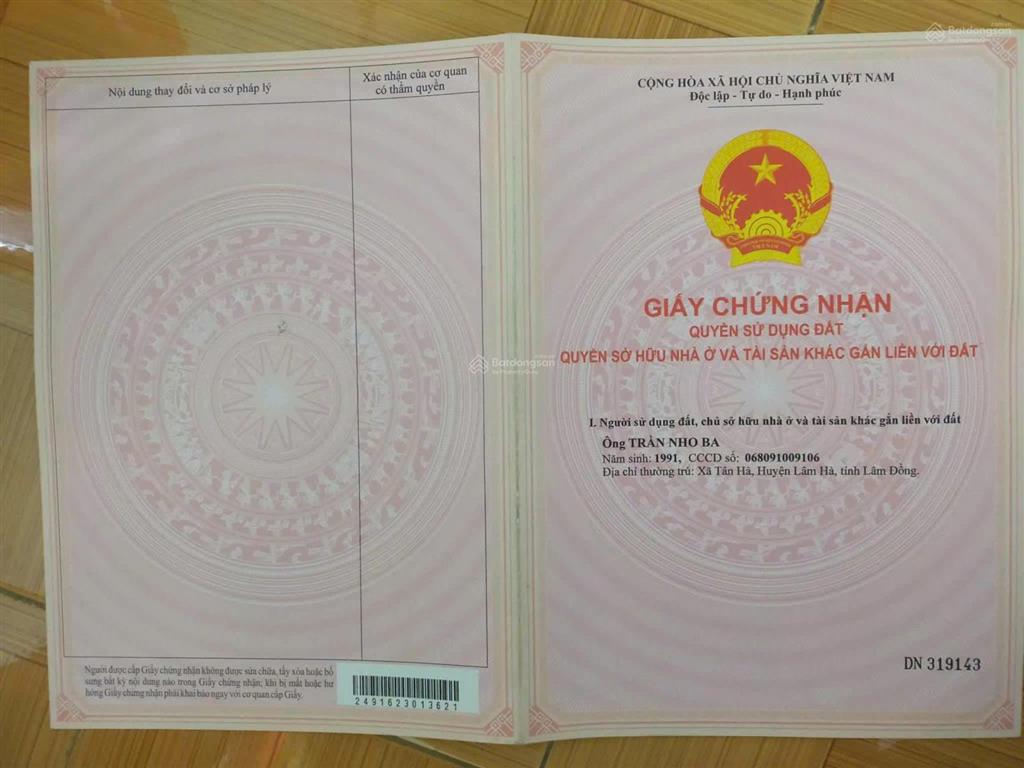 Nội dung thay đổi và cơ sở pháp lý
Xác nhận của cơ quan
có thẩm quyền
Người được cấp Giấy chứng nhận không được sửa chữa, tẩy xóa hoặc bổ
sung bất kỳ nội dung nào trong Giấy chứng nhận; khi bị mất hoặc hư
hỏng Giấy chứng nhận phải khai báo ngay với cơ quan cấp Giấy.
2491623013621
CỘNG HÒA XÃ HỘI CHỦ NGHĨA VIỆT NAM
Độc lập - Tự do - Hạnh phúc
GIẤY CHỨNG NHẬN
QUYỀN SỬ DỤNG ĐẤT
QUYỀN SỞ HỮU NHÀ Ở VÀ TÀI SẢN KHÁC GẮN LIỀN VỚI ĐẤT
I. Người sử dụng đất, chủ sở hữu nhà ở và tài sản khác gắn liền với đất
Ông TRẦN NHO BA
Năm sinh: 1991, CCCD số: 068091009106
Địa chỉ thường trú: Xã Tân Hà, Huyện Lâm Hà, tỉnh Lâm Đồng.
DN 319143
Batdongsan
Batdongsan